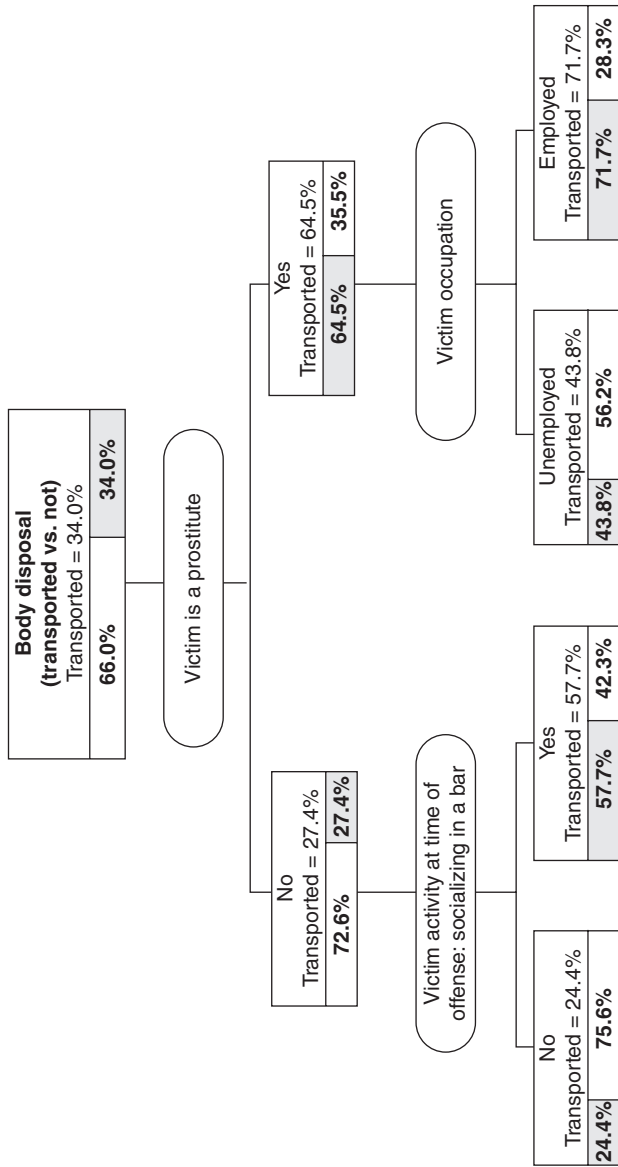 Body disposal
(transported vs. not)
Transported = 34.0%
66.0% 34.0%
Victim is a prostitute
No
Transported = 27.4%
72.6% 27.4%
Yes
Transported = 64.5%
64.5% 35.5%
Victim activity at time of
offense: socializing in a bar
Victim occupation
No
Transported = 24.4%
24.4% 75.6%
Yes
Transported = 57.7%
57.7% 42.3%
Unemployed
Transported = 43.8%
43.8% 56.2%
Employed
Transported = 71.7%
71.7% 28.3%